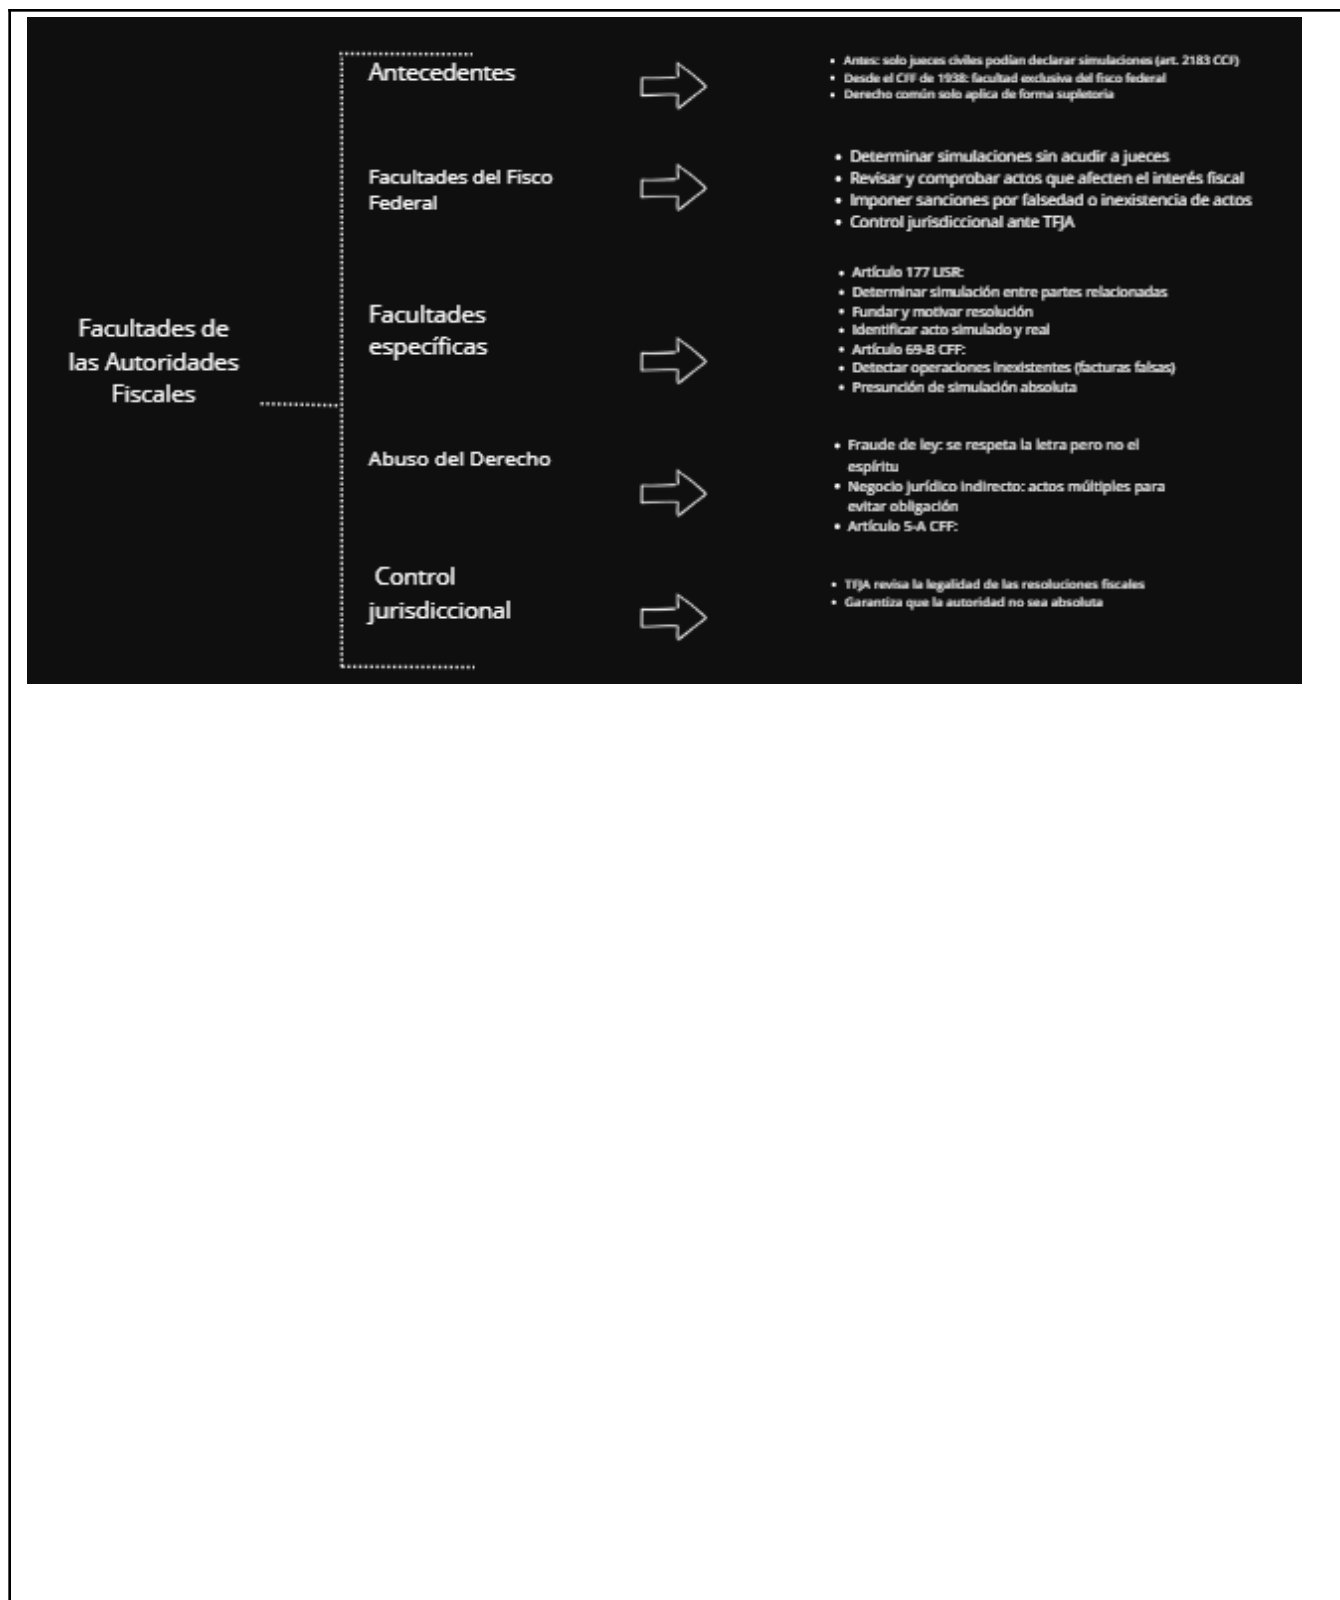 Facultades de
las Autoridades
Fiscales
Antecedentes
• Antes: solo jueces civiles podían declarar simulaciones (art. 2183 CCF)
• Desde el CFF de 1938: facultad exclusiva del fisco federal
• Derecho común solo aplica de forma supletoria
Facultades del Fisco
Federal
• Determinar simulaciones sin acudir a jueces
• Revisar y comprobar actos que afecten el interés fiscal
• Imponer sanciones por falsedad o inexistencia de actos
• Control jurisdiccional ante TFJA
Facultades
específicas
• Artículo 177 LISR:
• Determinar simulación entre partes relacionadas
• Fundar y motivar resolución
• Identificar acto simulado y real
• Artículo 69-B CFF:
• Detectar operaciones inexistentes (facturas falsas)
• Presunción de simulación absoluta
Abuso del Derecho
• Fraude de ley: se respeta la letra pero no el
espíritu
• Negocio jurídico indirecto: actos múltiples para
evitar obligación
• Artículo 5-A CFF:
Control
jurisdiccional
• TFJA revisa la legalidad de las resoluciones fiscales
• Garantiza que la autoridad no sea absoluta